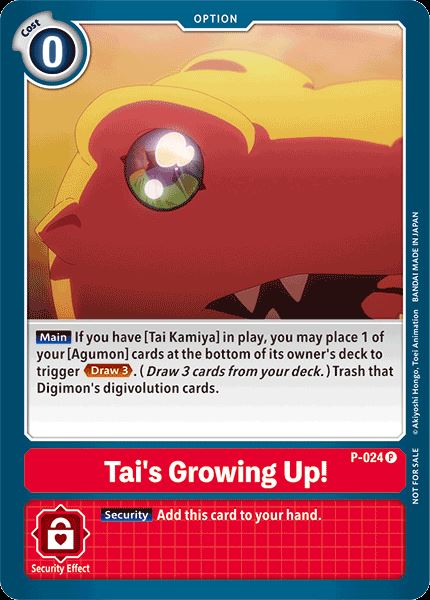 OPTION
Cost
0
Main If you have [Tai Kamiya] in play, you may place 1 of
your [Agumon] cards at the bottom of its owner's deck to
trigger Draw 3. (Draw 3 cards from your deck.) Trash that
Digimon's digivolution cards.
P-024 P
Tai's Growing Up!
Security Add this card to your hand.
Security Effect
NOT FOR SALE © Akiyoshi Hongo, Toei Animation BANDAI MADE IN JAPAN